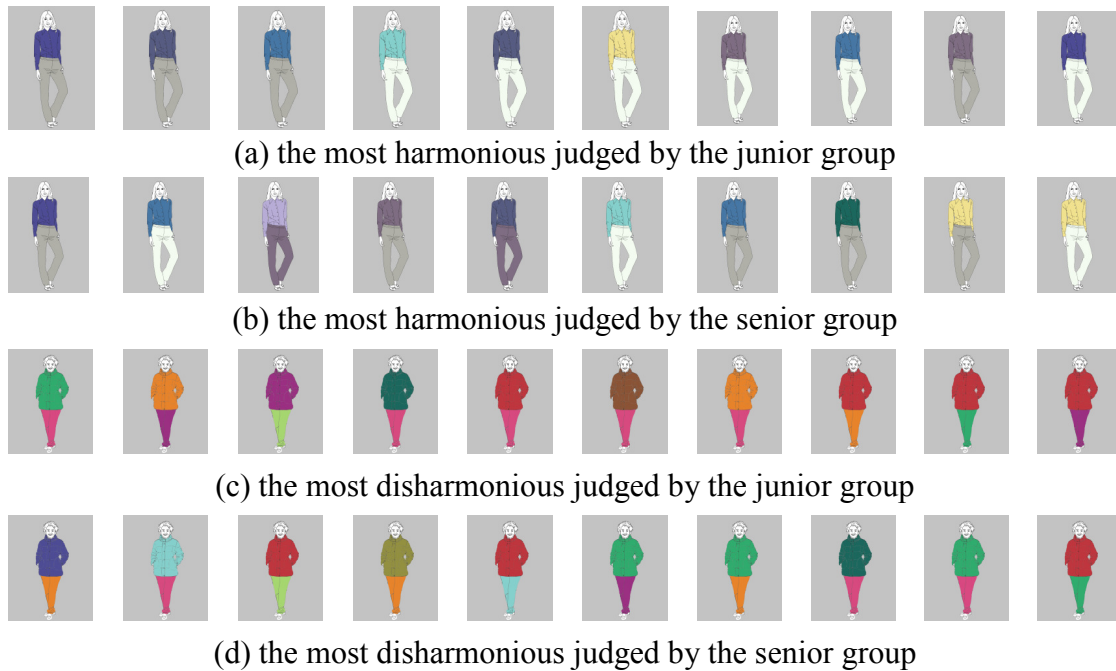 (a) the most harmonious judged by the junior group
(b) the most harmonious judged by the senior group
(c) the most disharmonious judged by the junior group
(d) the most disharmonious judged by the senior group